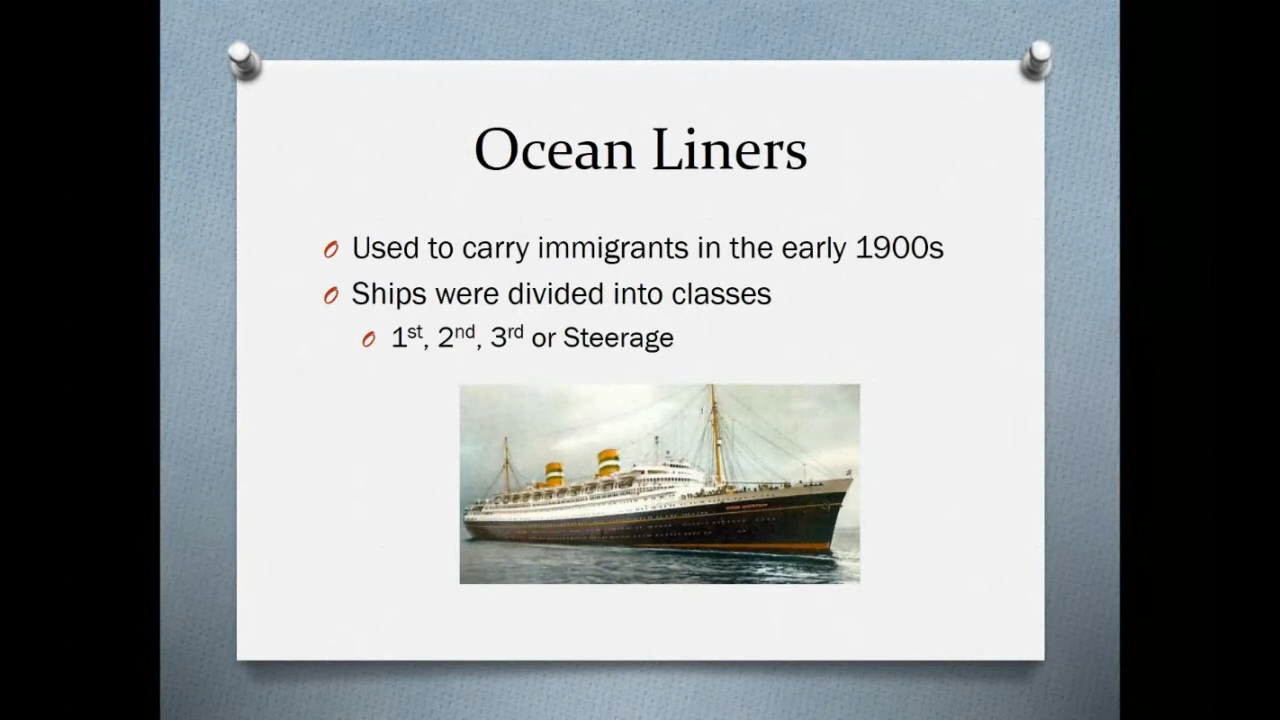 Ocean Liners
Used to carry immigrants in the early 1900s
Ships were divided into classes
1st, 2nd, 3rd or Steerage